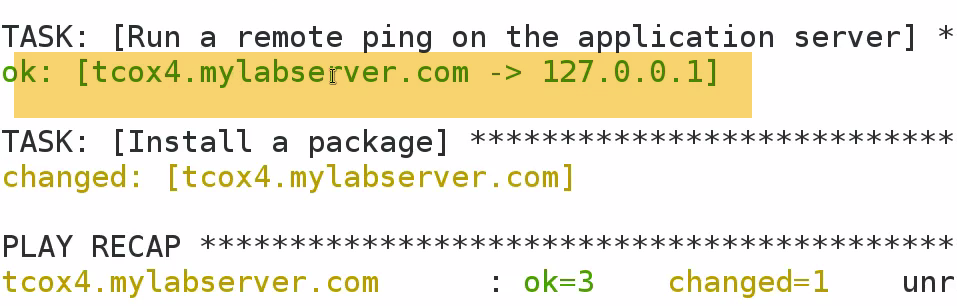 TASK: [Run a remote ping on the application server] *
ok: [tcox4.mylabserver.com -> 127.0.0.1]
TASK: [Install a package] ***************************
changed: [tcox4.mylabserver.com]
PLAY RECAP ******************************************
tcox4.mylabserver.com : ok=3 changed=1 unr